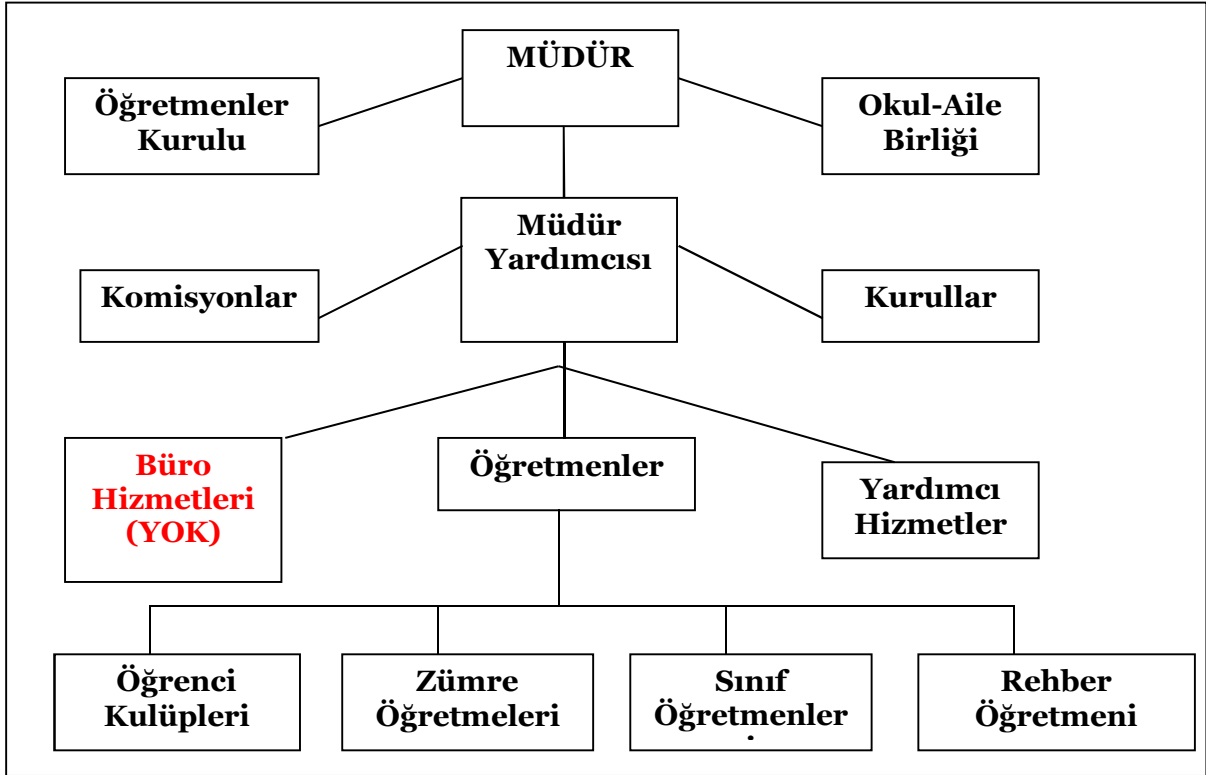 MÜDÜR
Öğretmenler
Kurulu
Okul-Aile
Birliği
Müdür
Yardımcısı
Komisyonlar
Kurullar
Büro
Hizmetleri
(YOK)
Öğretmenler
Yardımcı
Hizmetler
Öğrenci
Kulüpleri
Zümre
Öğretmeleri
Sınıf
Öğretmenler
Rehber
Öğretmeni